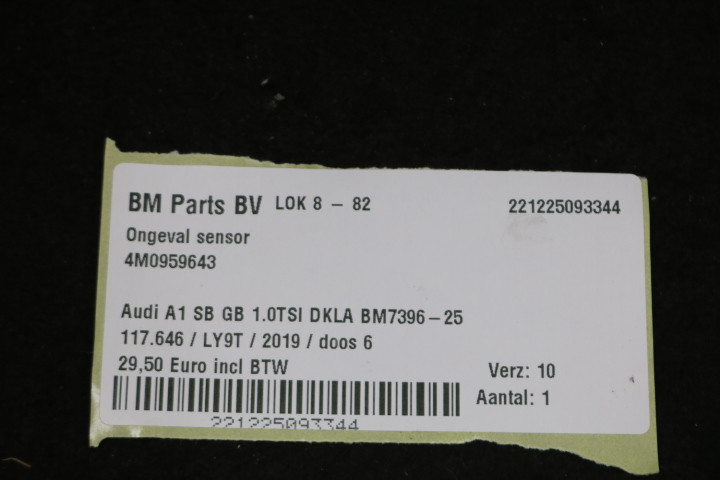 BM Parts BV LOK 8 - 82 221225093344
Ongeval sensor
4M0959643
Audi A1 SB GB 1.0TSI DKLA BM7396-25
117.646 / LY9T / 2019 / doos 6
29,50 Euro incl BTW Verz: 10
Aantal: 1
221225093344